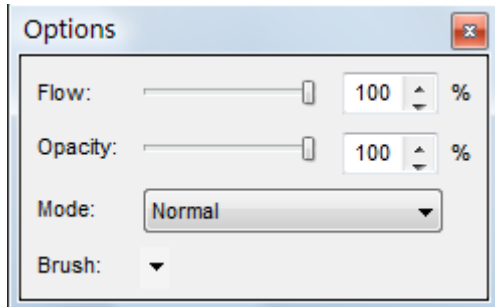 Options
Flow: 100 %
Opacity: 100 %
Mode: Normal
Brush: